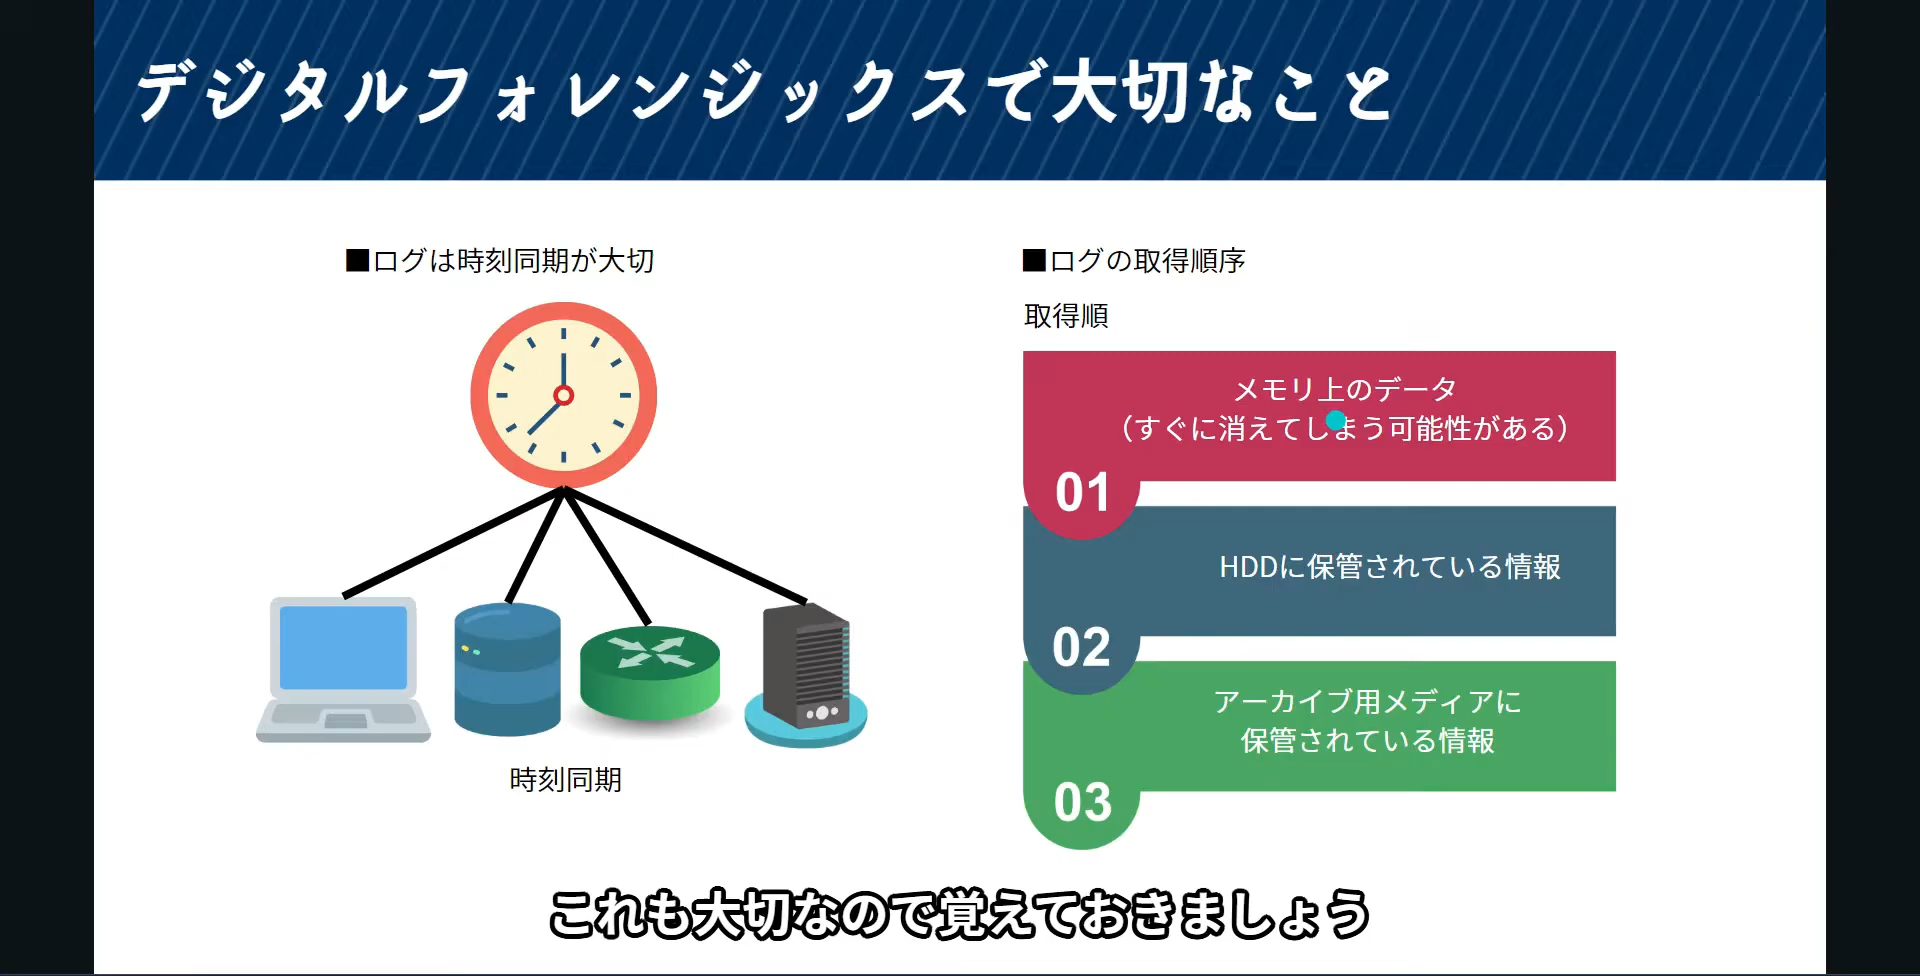 デジタルフォレンジックスで大切なこと
■ログは時刻同期が大切
時刻同期
■ログの取得順序
取得順
メモリ上のデータ
（すぐに消えてしまう可能性がある）
01
HDDに保管されている情報
02
アーカイブ用メディアに
保管されている情報
03
これも大切なので覚えておきましょう